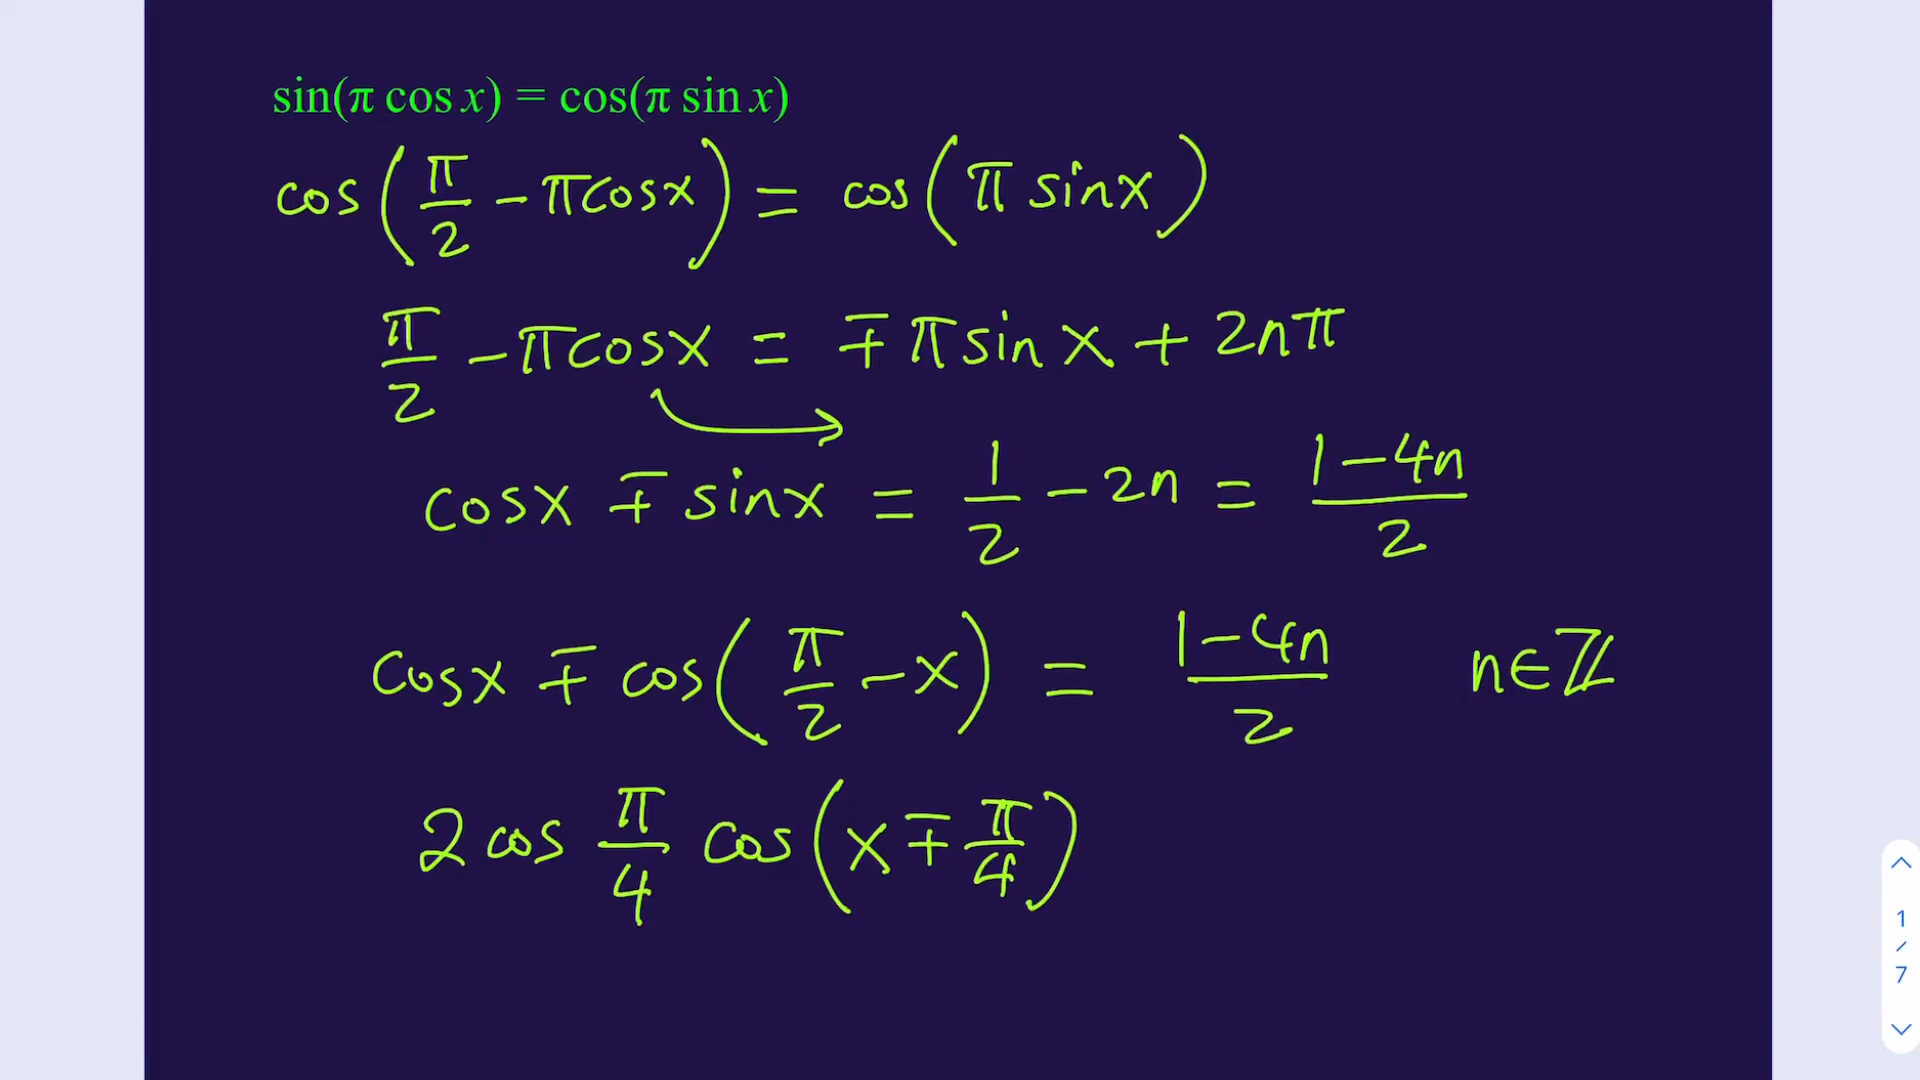 sin(π cos x) = cos(π sin x)
cos(π/2 - πcosx) = cos(π sinx)
π/2 - πcosx = ∓ πsinx + 2nπ
cosx ∓ sinx = 1/2 - 2n = (1-4n)/2
cosx ∓ cos(π/2 - x) = (1-4n)/2 n∈ℤ
2 cos π/4 cos(x ∓ π/4)
1
/
7